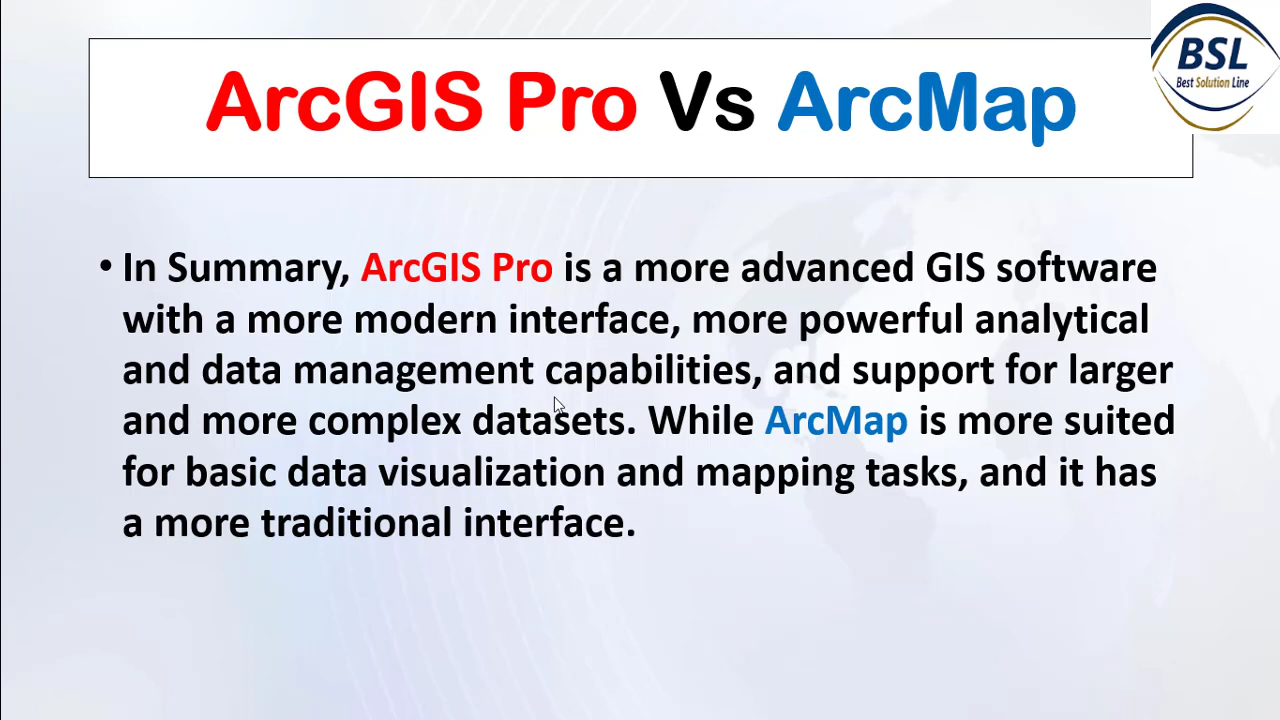 BSL
Best Solution Line
ArcGIS Pro Vs ArcMap
• In Summary, ArcGIS Pro is a more advanced GIS software
with a more modern interface, more powerful analytical
and data management capabilities, and support for larger
and more complex datasets. While ArcMap is more suited
for basic data visualization and mapping tasks, and it has
a more traditional interface.